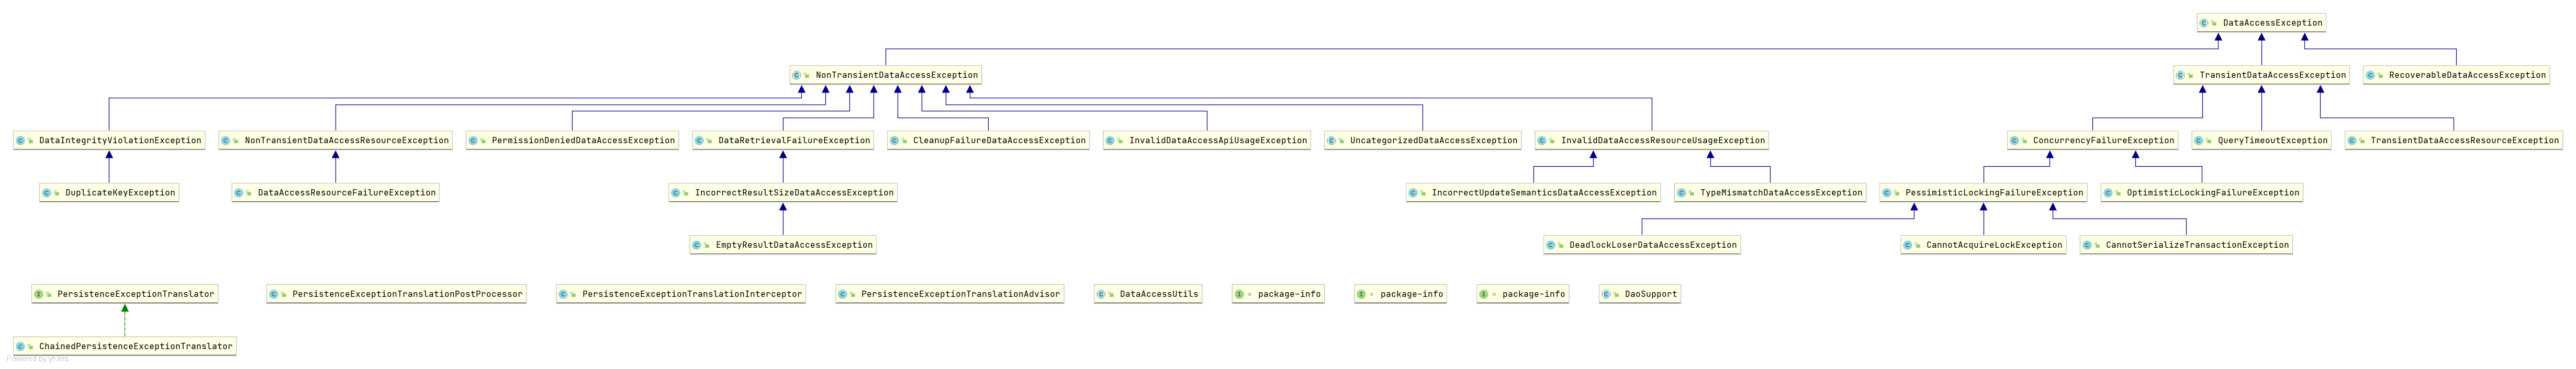 DataAccessException
NonTransientDataAccessException
TransientDataAccessException
RecoverableDataAccessException
DataIntegrityViolationException
NonTransientDataAccessResourceException
PermissionDeniedDataAccessException
DataRetrievalFailureException
CleanupFailureDataAccessException
InvalidDataAccessApiUsageException
UncategorizedDataAccessException
InvalidDataAccessResourceUsageException
ConcurrencyFailureException
QueryTimeoutException
TransientDataAccessResourceException
DuplicateKeyException
DataAccessResourceFailureException
IncorrectResultSizeDataAccessException
IncorrectUpdateSemanticsDataAccessException
TypeMismatchDataAccessException
PessimisticLockingFailureException
OptimisticLockingFailureException
EmptyResultDataAccessException
DeadlockLoserDataAccessException
CannotAcquireLockException
CannotSerializeTransactionException
PersistenceExceptionTranslator
PersistenceExceptionTranslationPostProcessor
PersistenceExceptionTranslationInterceptor
PersistenceExceptionTranslationAdvisor
DataAccessUtils
package-info
package-info
package-info
DaoSupport
ChainedPersistenceExceptionTranslator
Powered by yFiles